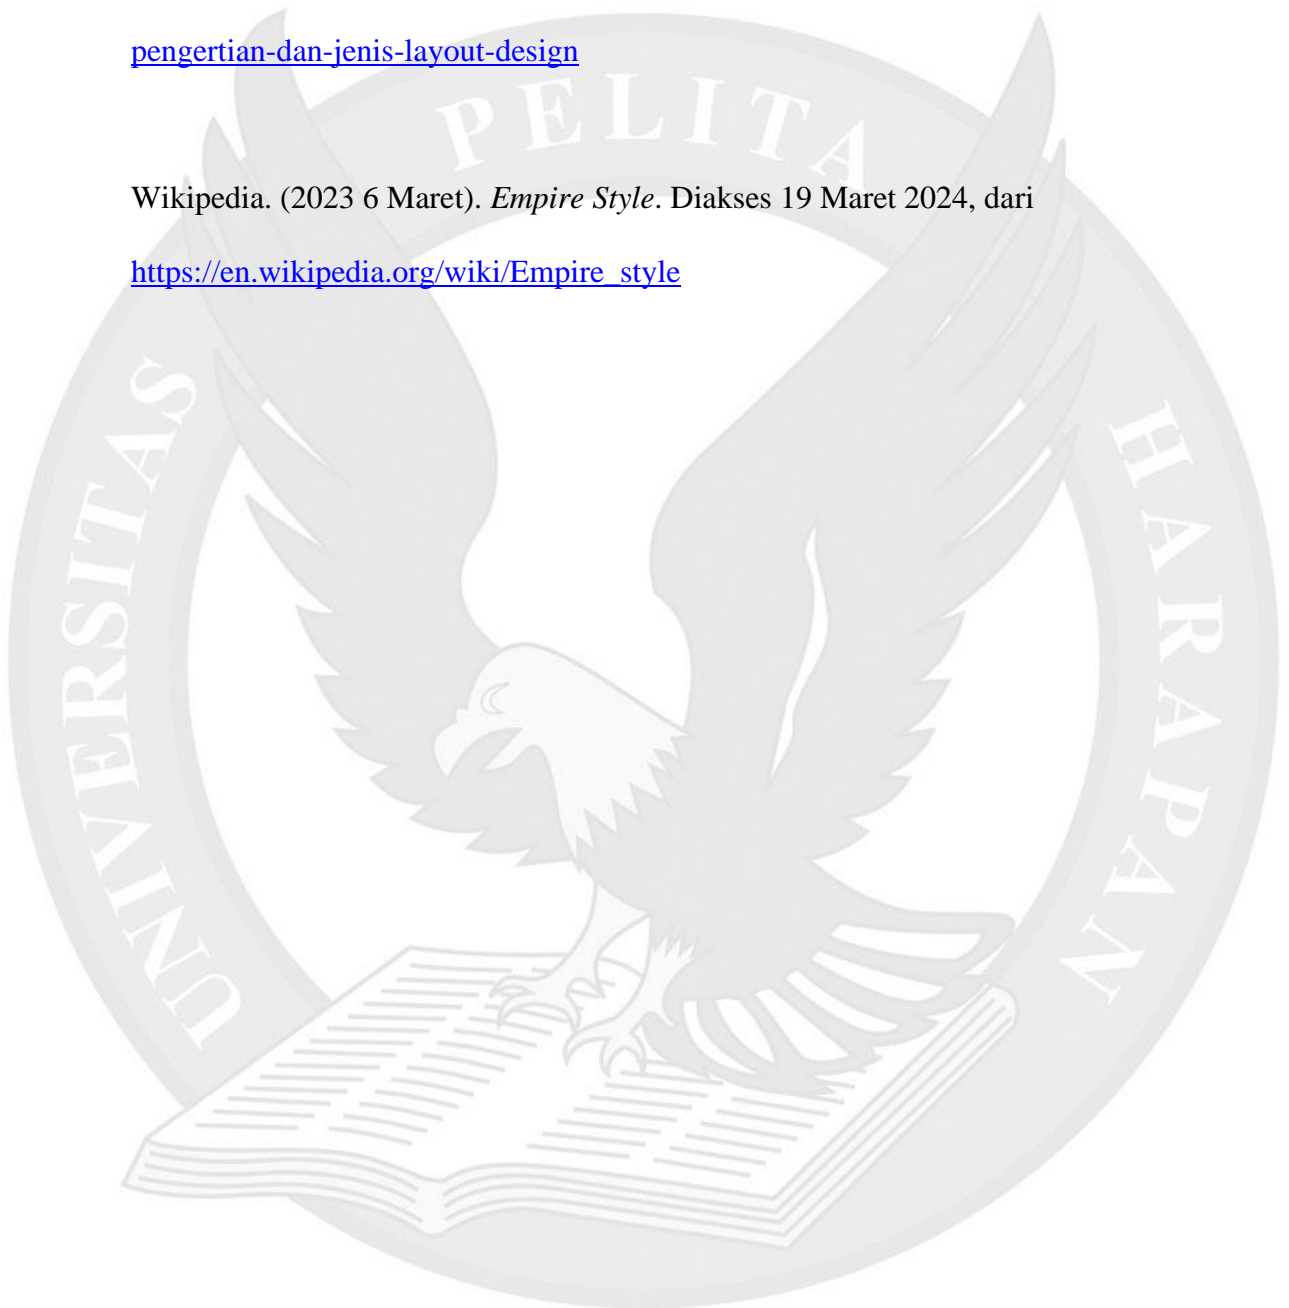 pengertian-dan-jenis-layout-design
Wikipedia. (2023 6 Maret). Empire Style. Diakses 19 Maret 2024, dari
https://en.wikipedia.org/wiki/Empire_style
UNIVERSITAS PELITA HARAPAN